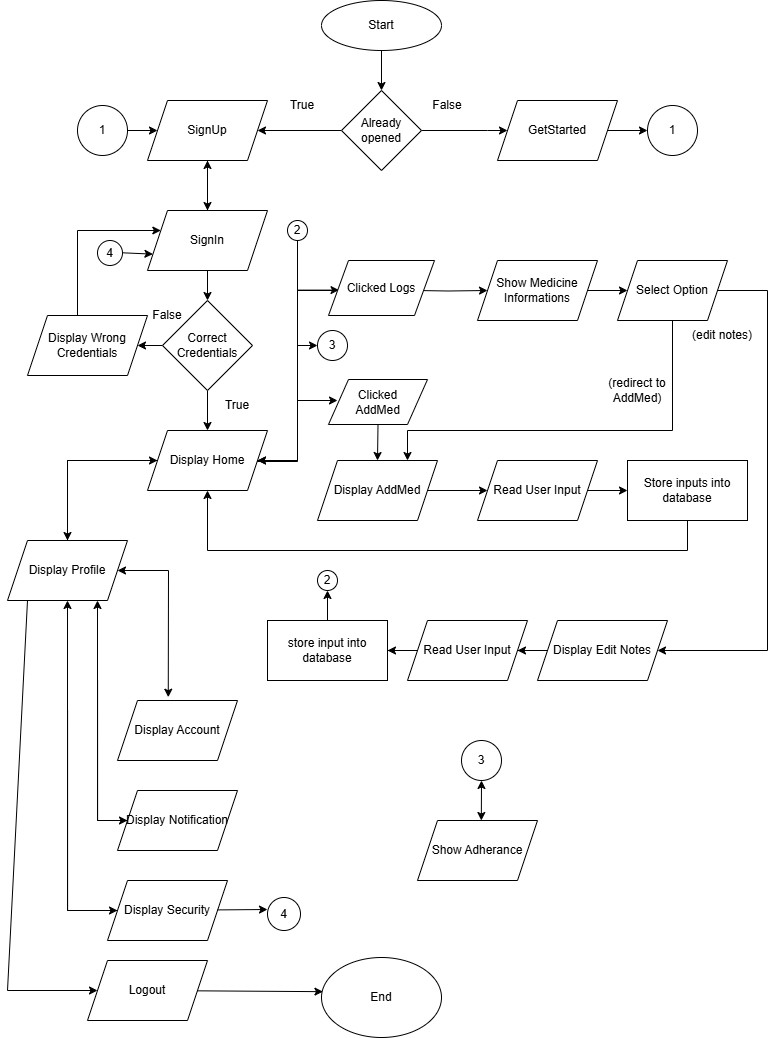 Start
True
False
1
SignUp
Already
opened
GetStarted
1
SignIn
2
4
Clicked Logs
Show Medicine
Informations
Select Option
False
Display Wrong
Credentials
Correct
Credentials
3
(edit notes)
(redirect to
AddMed)
Clicked
AddMed
True
Display Home
Display AddMed
Read User Input
Store inputs into
database
Display Profile
2
store input into
database
Read User Input
Display Edit Notes
Display Account
3
Display Notification
Show Adherance
Display Security
4
Logout
End